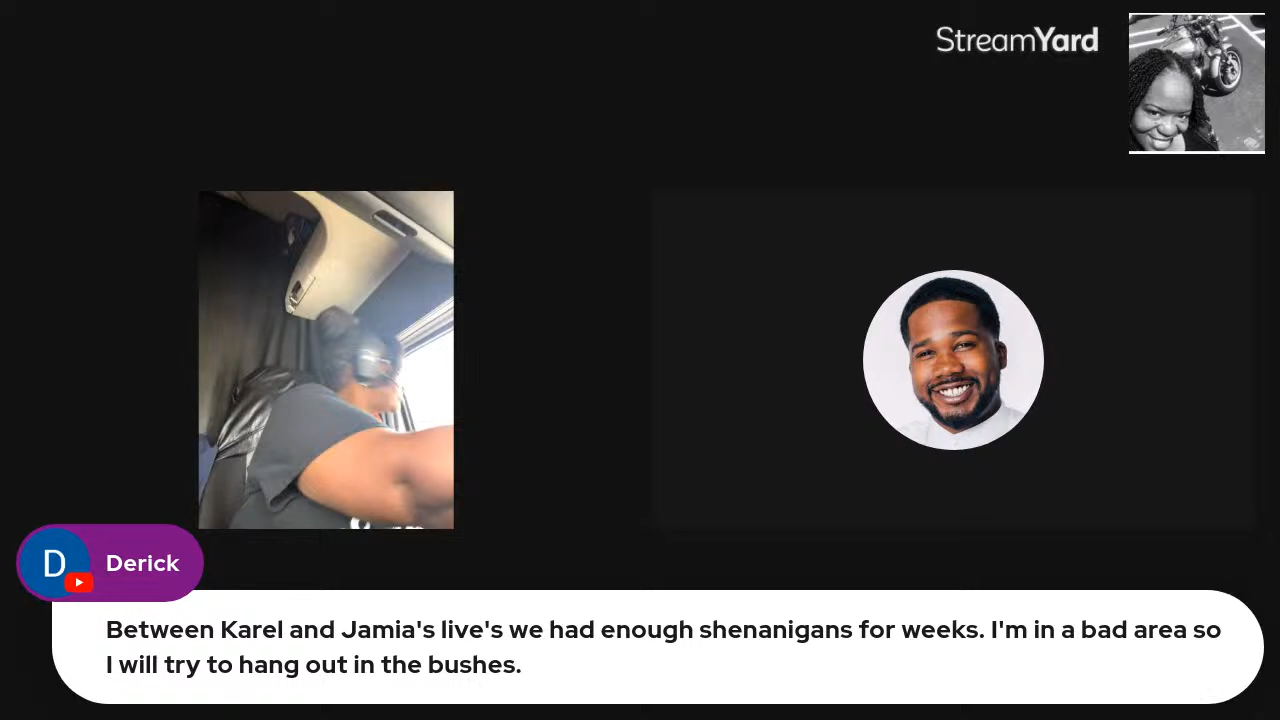 StreamYard
D
Derick
Between Karel and Jamia's live's we had enough shenanigans for weeks. I'm in a bad area so
I will try to hang out in the bushes.